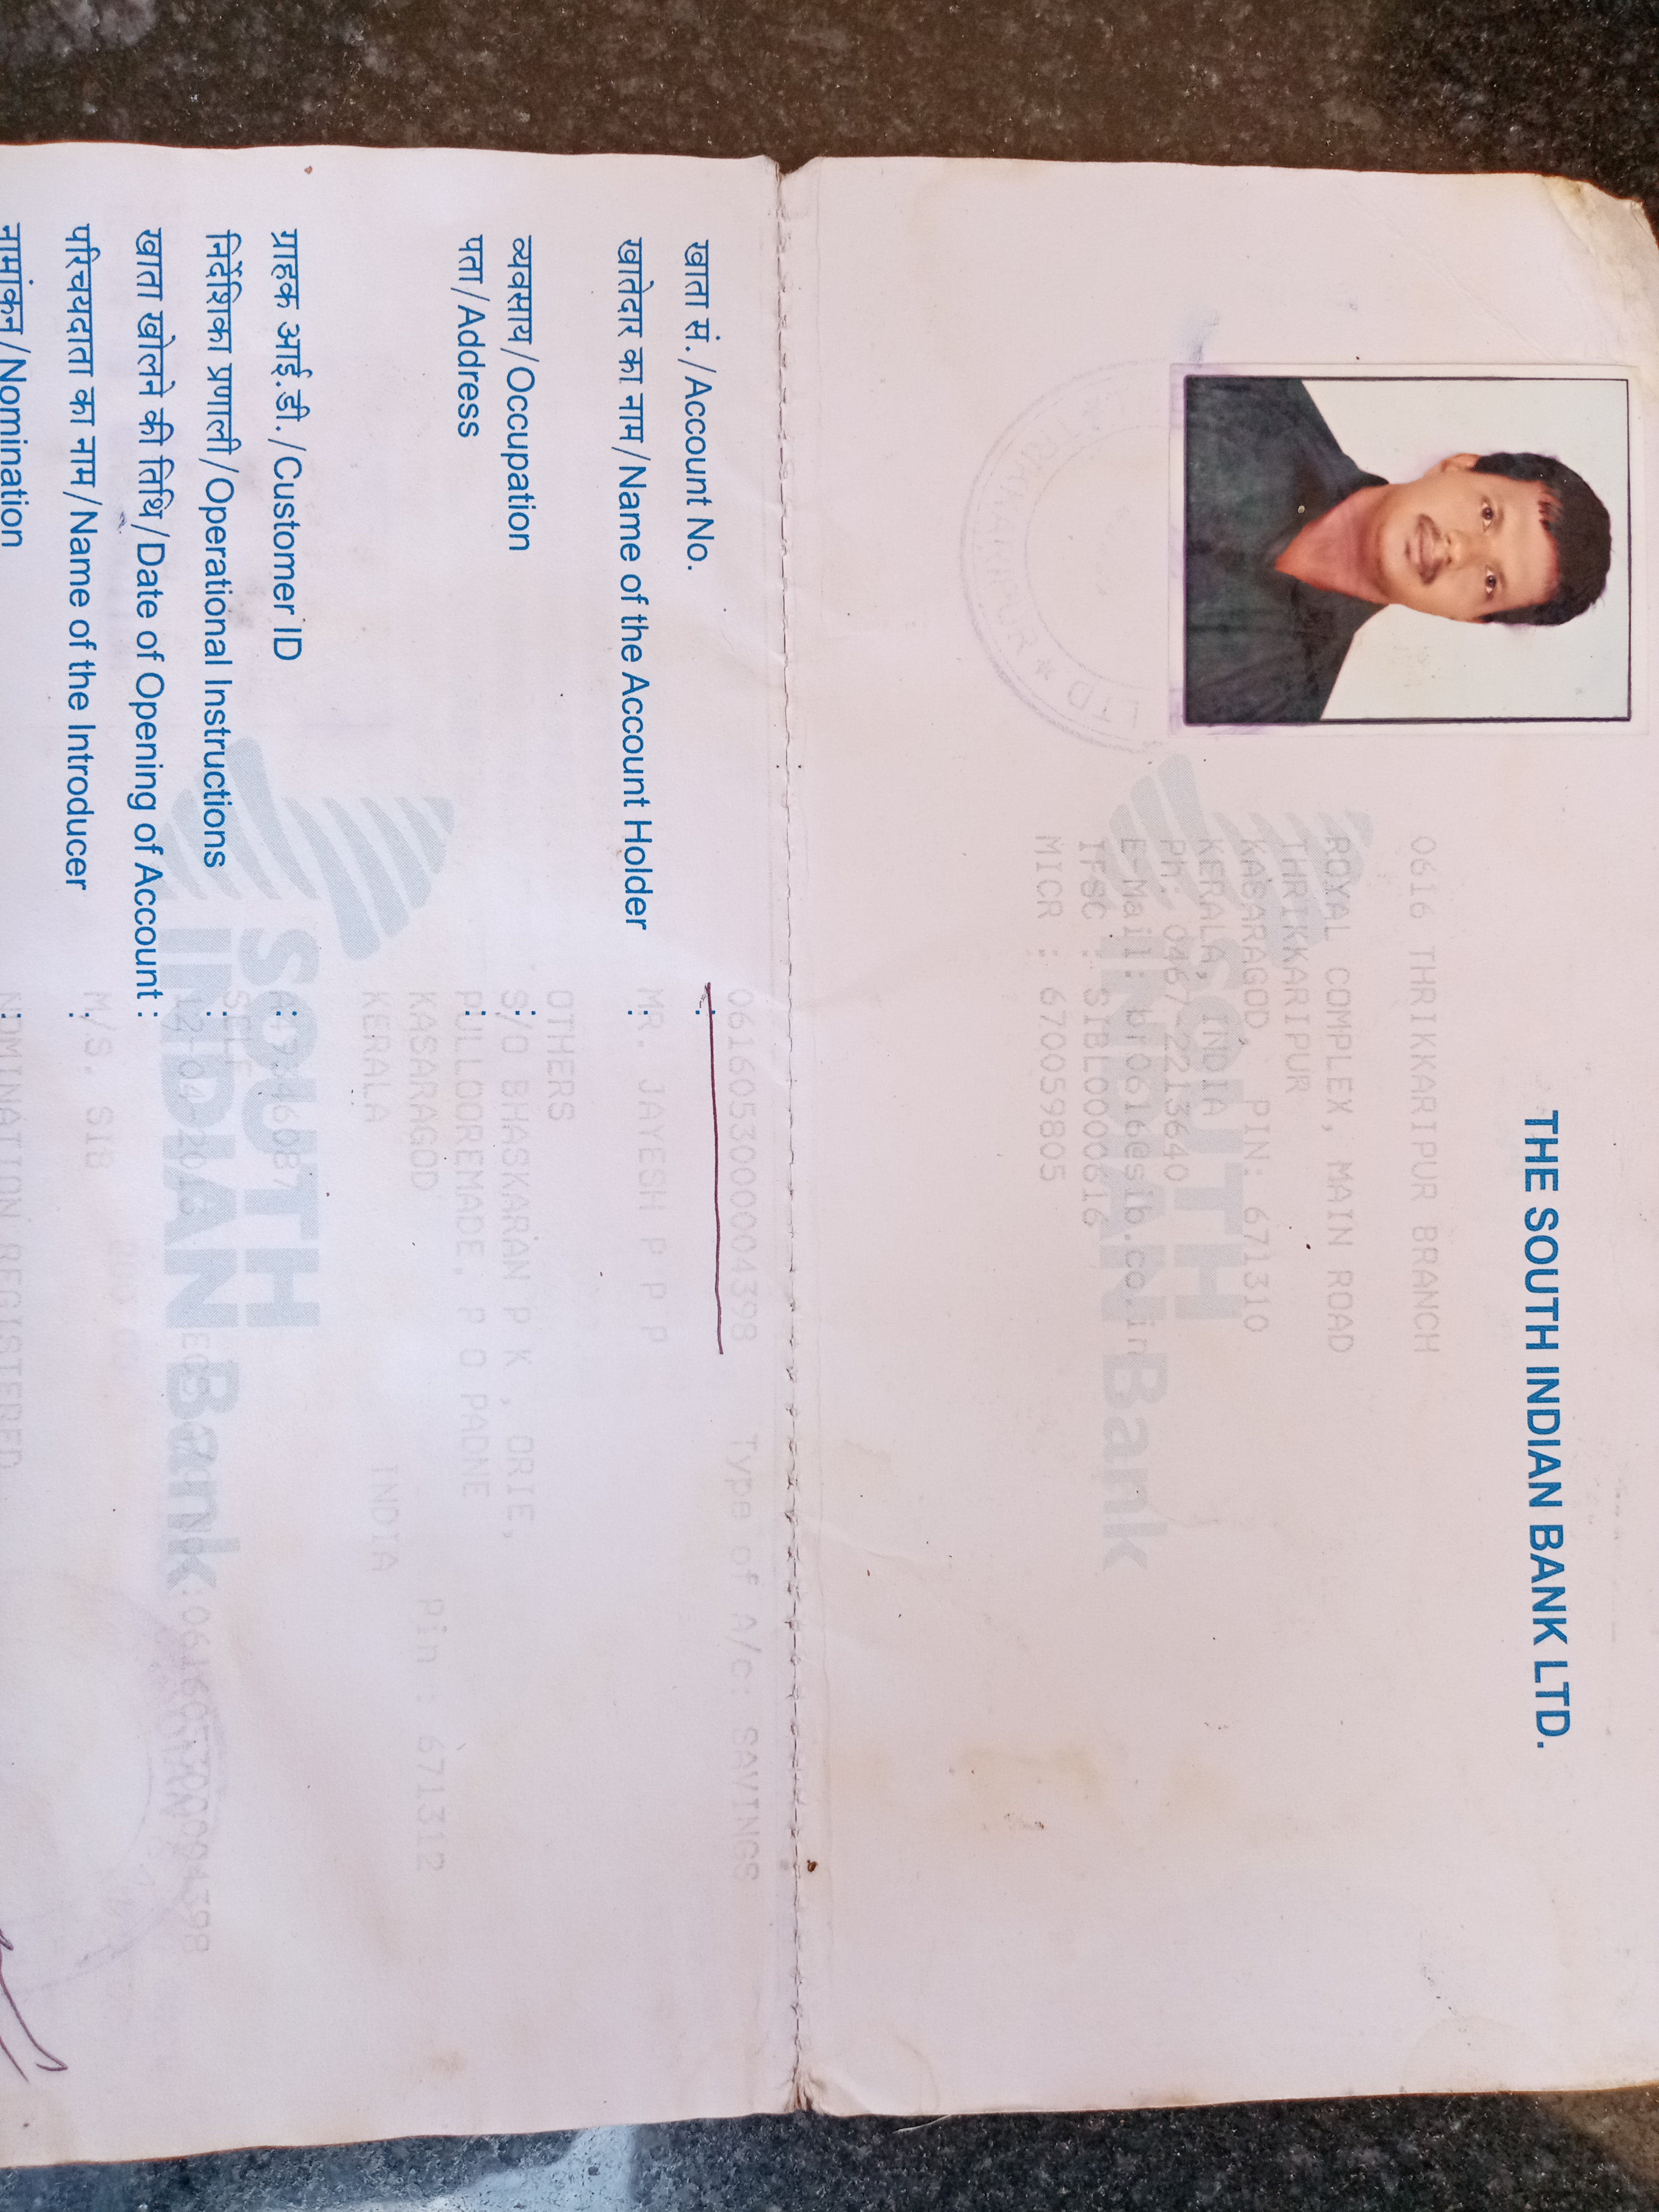 THE SOUTH INDIAN BANK LTD.
0616 THRIKKARIPUR BRANCH
ROYAL COMPLEX, MAIN ROAD
THRIKKARIPUR
KASARAGOD, PIN: 671310
KERALA, INDIA
Ph: 0467-2213640
E-Mail: br0616@sib.co.in
IFSC : SIBL0000616
MICR : 670059805
SOUTH
INDIAN Bank
THRIKKARIPUR * LTD
खाता सं./Account No. : 0616053000004398 Type of A/c: SAVINGS
खातेदार का नाम/Name of the Account Holder : MR. JAYESH P P P
व्यवसाय/Occupation : OTHERS
पता/Address : S/O BHASKARAN P K , ORIE,
PULLOOREMADE, P O PADNE
KASARAGOD Pin : 671312
KERALA INDIA
ग्राहक आई.डी./Customer ID : A47346087
निर्देशिका प्रणाली/Operational Instructions : SELF
खाता खोलने की तिथि/Date of Opening of Account : 12-04-2013 0616053000004398
परिचयदाता का नाम/Name of the Introducer : M/S. SIB
नामांकन/Nomination : NOMINATION REGISTERED
SOUTH
INDIAN Bank